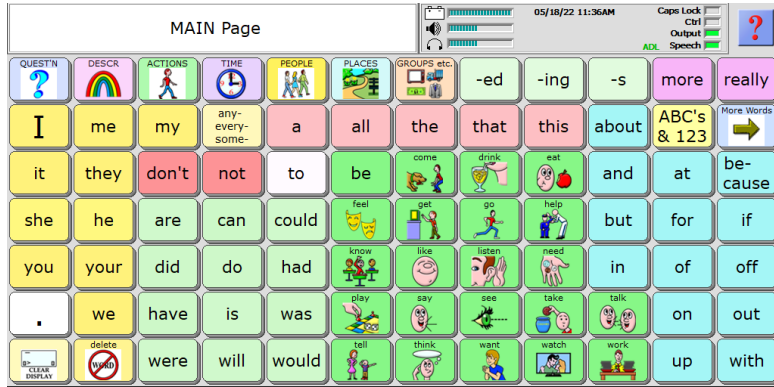 MAIN Page
05/18/22 11:36AM
Caps Lock
Ctrl
Output
ADL Speech
?
QUEST'N DESCR ACTIONS TIME PEOPLE PLACES GROUPS etc. -ed -ing -s more really
I me my any- every- some- a all the that this about ABC's & 123 More Words
it they don't not to be come drink eat and at be-cause
she he are can could feel get go help but for if
you your did do had know like listen need in of off
. we have is was play say see take talk on out
CLEAR DISPLAY delete WORD were will would tell think want watch work up with